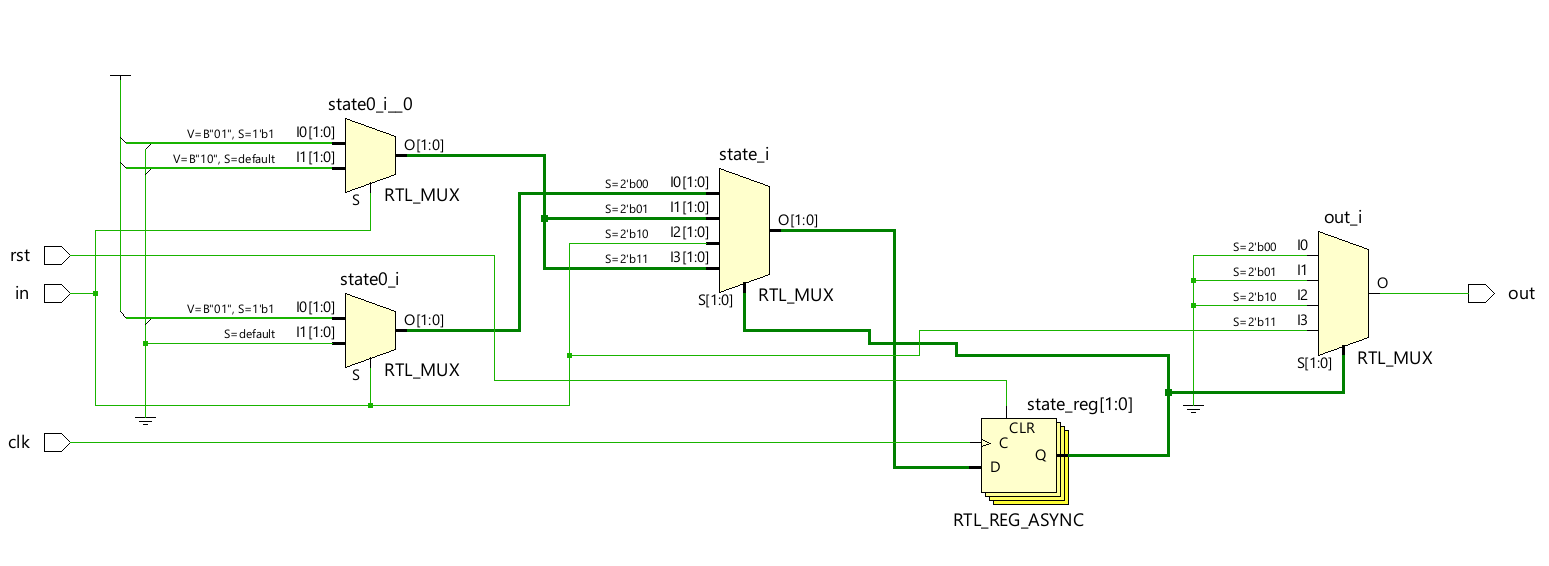 state0_i__0
V=B"01", S=1'b1 I0[1:0]
V=B"10", S=default I1[1:0]
O[1:0]
S
RTL_MUX
rst
in
state0_i
V=B"01", S=1'b1 I0[1:0]
S=default I1[1:0]
O[1:0]
S
RTL_MUX
clk
state_i
S=2'b00 I0[1:0]
S=2'b01 I1[1:0]
S=2'b10 I2[1:0]
S=2'b11 I3[1:0]
O[1:0]
S[1:0]
RTL_MUX
state_reg[1:0]
CLR
C
Q
D
RTL_REG_ASYNC
out_i
S=2'b00 I0
S=2'b01 I1
S=2'b10 I2
S=2'b11 I3
O
S[1:0]
RTL_MUX
out